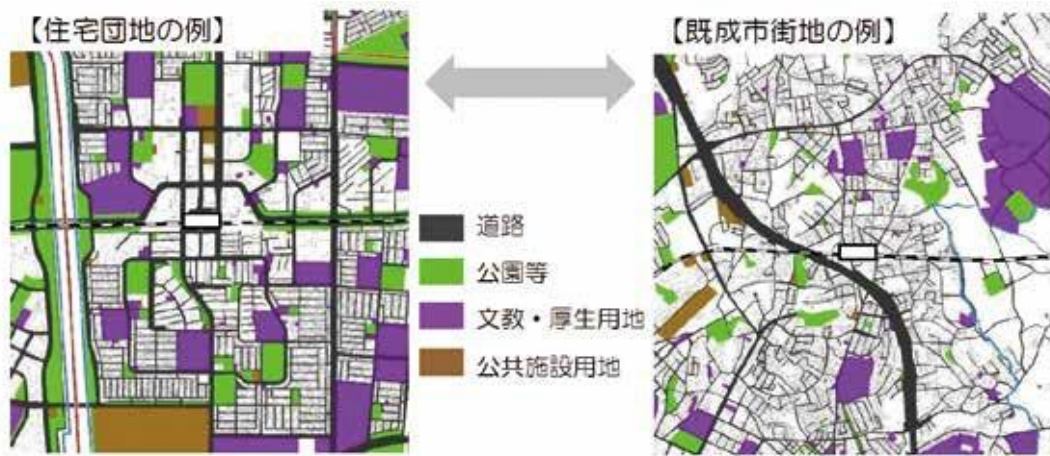 【住宅団地の例】
【既成市街地の例】
道路
公園等
文教・厚生用地
公共施設用地